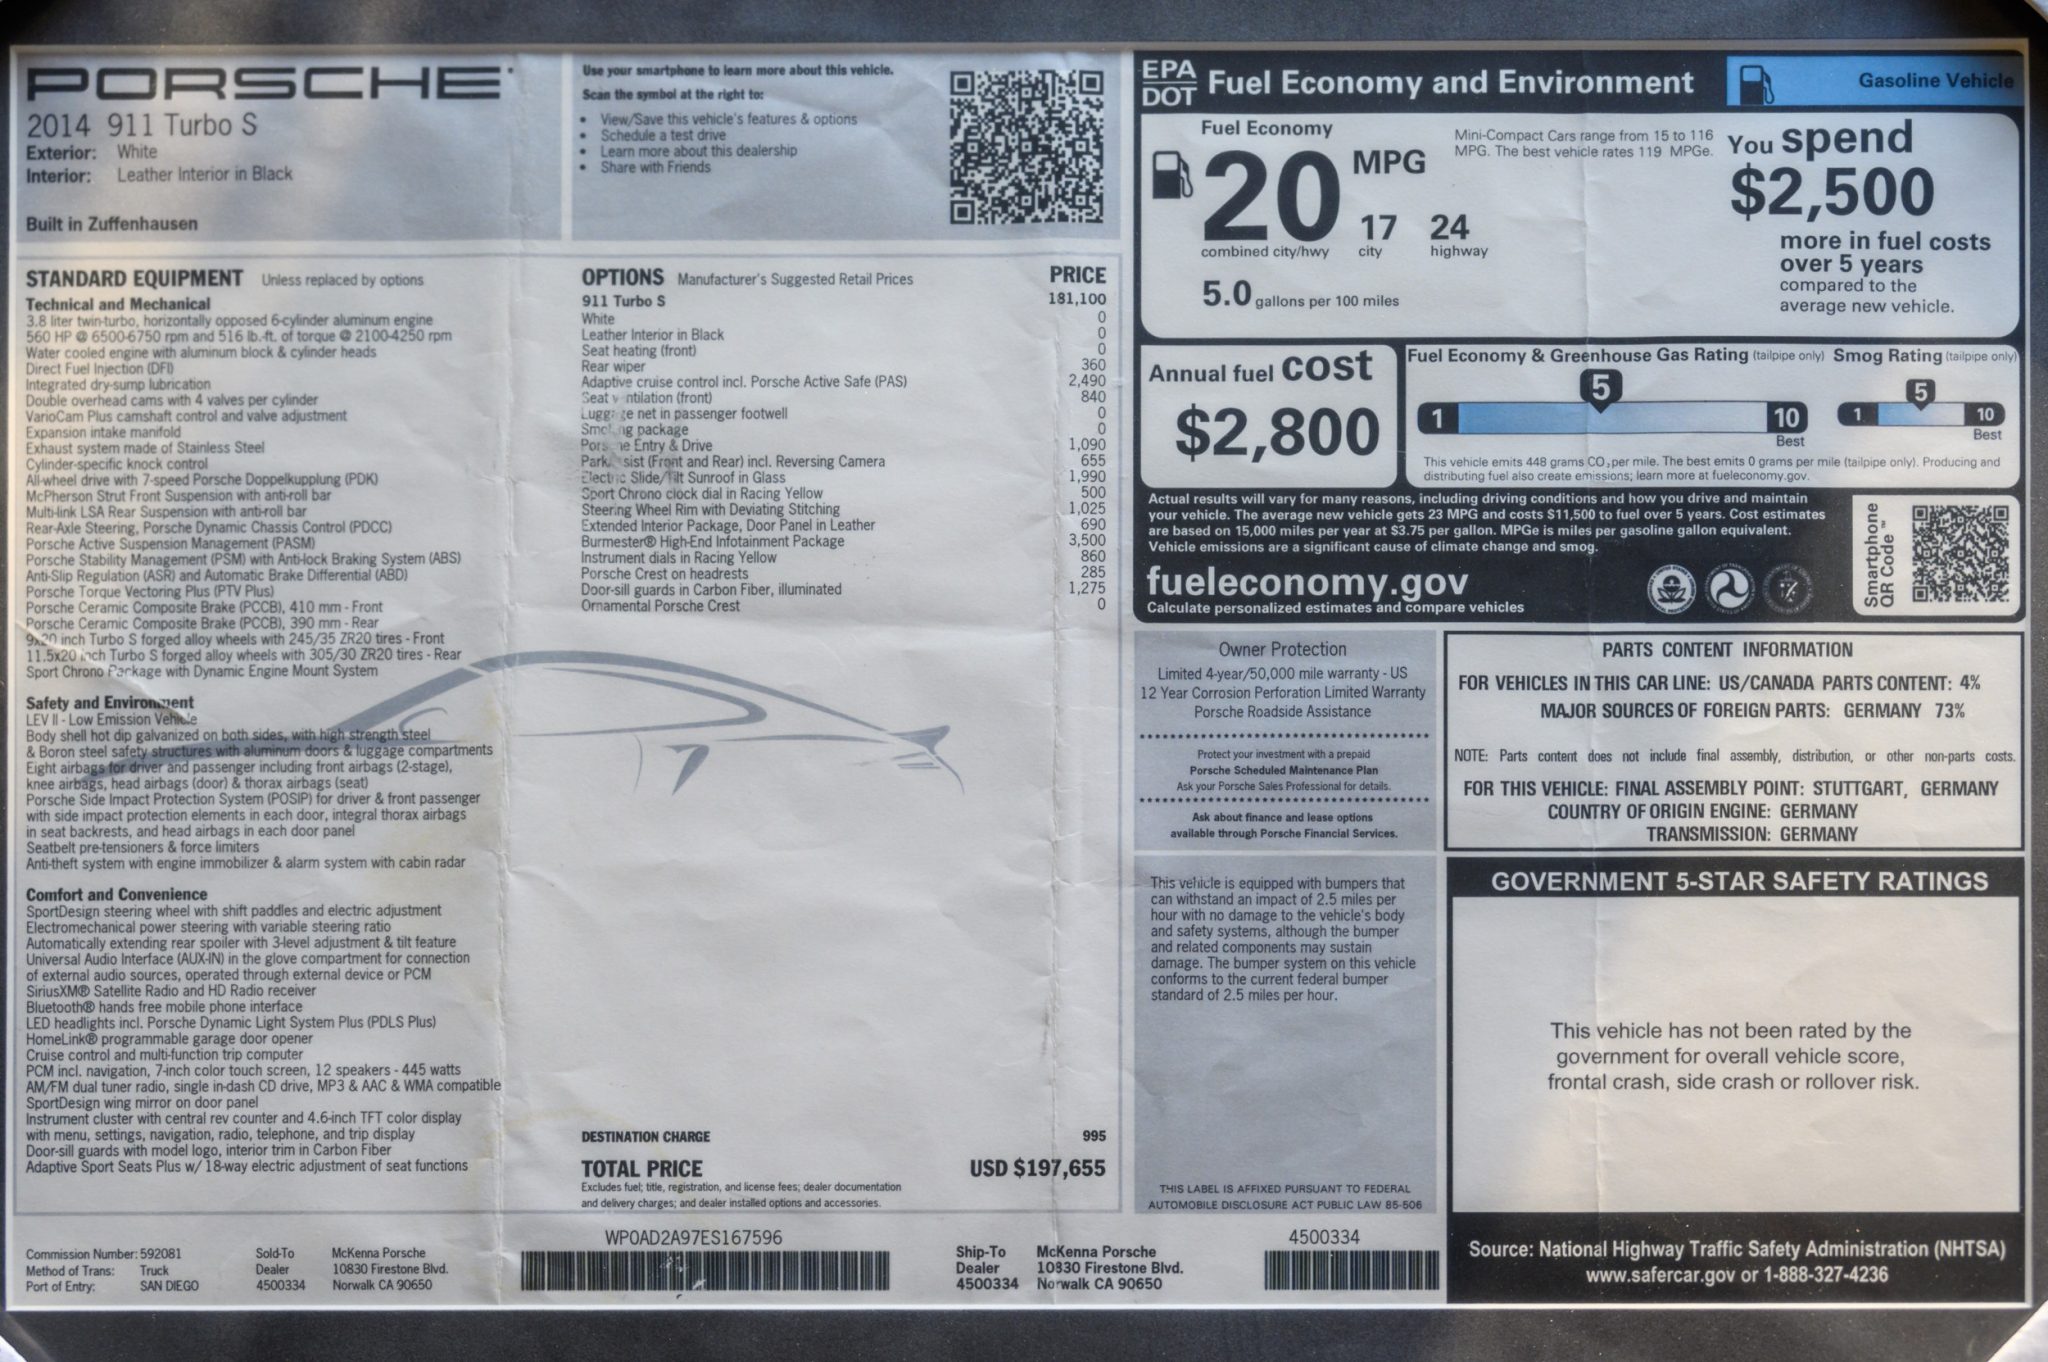 PORSCHE
2014 911 Turbo S
Exterior: White
Interior: Leather Interior in Black
Built in Zuffenhausen
Use your smartphone to learn more about this vehicle.
Scan the symbol at the right to:
• View/Save this vehicle's features & options
• Schedule a test drive
• Learn more about this dealership
• Share with Friends
STANDARD EQUIPMENT Unless replaced by options
Technical and Mechanical
3.8 liter twin-turbo, horizontally opposed 6-cylinder aluminum engine
560 HP @ 6500-6750 rpm and 516 lb.-ft. of torque @ 2100-4250 rpm
Water cooled engine with aluminum block & cylinder heads
Direct Fuel Injection (DFI)
Integrated dry-sump lubrication
Double overhead cams with 4 valves per cylinder
VarioCam Plus camshaft control and valve adjustment
Expansion intake manifold
Exhaust system made of Stainless Steel
Cylinder-specific knock control
All-wheel drive with 7-speed Porsche Doppelkupplung (PDK)
McPherson Strut Front Suspension with anti-roll bar
Multi-link LSA Rear Suspension with anti-roll bar
Rear-Axle Steering, Porsche Dynamic Chassis Control (PDCC)
Porsche Active Suspension Management (PASM)
Porsche Stability Management (PSM) with Anti-lock Braking System (ABS)
Anti-Slip Regulation (ASR) and Automatic Brake Differential (ABD)
Porsche Torque Vectoring Plus (PTV Plus)
Porsche Ceramic Composite Brake (PCCB), 410 mm - Front
Porsche Ceramic Composite Brake (PCCB), 390 mm - Rear
9x20 inch Turbo S forged alloy wheels with 245/35 ZR20 tires - Front
11.5x20 inch Turbo S forged alloy wheels with 305/30 ZR20 tires - Rear
Sport Chrono Package with Dynamic Engine Mount System
Safety and Environment
LEV II - Low Emission Vehicle
Body shell hot dip galvanized on both sides, with high strength steel
& Boron steel safety structures with aluminum doors & luggage compartments
Eight airbags for driver and passenger including front airbags (2-stage),
knee airbags, head airbags (door) & thorax airbags (seat)
Porsche Side Impact Protection System (POSIP) for driver & front passenger
with side impact protection elements in each door, integral thorax airbags
in seat backrests, and head airbags in each door panel
Seatbelt pre-tensioners & force limiters
Anti-theft system with engine immobilizer & alarm system with cabin radar
Comfort and Convenience
SportDesign steering wheel with shift paddles and electric adjustment
Electromechanical power steering with variable steering ratio
Automatically extending rear spoiler with 3-level adjustment & tilt feature
Universal Audio Interface (AUX-IN) in the glove compartment for connection
of external audio sources, operated through external device or PCM
SiriusXM® Satellite Radio and HD Radio receiver
Bluetooth® hands free mobile phone interface
LED headlights incl. Porsche Dynamic Light System Plus (PDLS Plus)
HomeLink® programmable garage door opener
Cruise control and multi-function trip computer
PCM incl. navigation, 7-inch color touch screen, 12 speakers - 445 watts
AM/FM dual tuner radio, single in-dash CD drive, MP3 & AAC & WMA compatible
SportDesign wing mirror on door panel
Instrument cluster with central rev counter and 4.6-inch TFT color display
with menu, settings, navigation, radio, telephone, and trip display
Door-sill guards with model logo, interior trim in Carbon Fiber
Adaptive Sport Seats Plus w/ 18-way electric adjustment of seat functions
OPTIONS Manufacturer's Suggested Retail Prices PRICE
911 Turbo S 181,100
White 0
Leather Interior in Black 0
Seat heating (front) 0
Rear wiper 360
Adaptive cruise control incl. Porsche Active Safe (PAS) 2,490
Seat ventilation (front) 840
Luggage net in passenger footwell 0
Smoking package 0
Porsche Entry & Drive 1,090
ParkAssist (Front and Rear) incl. Reversing Camera 655
Electric Slide/Tilt Sunroof in Glass 1,990
Sport Chrono clock dial in Racing Yellow 500
Steering Wheel Rim with Deviating Stitching 1,025
Extended Interior Package, Door Panel in Leather 690
Burmester® High-End Infotainment Package 3,500
Instrument dials in Racing Yellow 860
Porsche Crest on headrests 285
Door-sill guards in Carbon Fiber, illuminated 1,275
Ornamental Porsche Crest 0
DESTINATION CHARGE 995
TOTAL PRICE USD $197,655
Excludes fuel; title, registration, and license fees; dealer documentation
and delivery charges; and dealer installed options and accessories.
Commission Number: 592081
Method of Trans: Truck
Port of Entry: SAN DIEGO
Sold-To McKenna Porsche
Dealer 10830 Firestone Blvd.
4500334 Norwalk CA 90650
WP0AD2A97ES167596
Ship-To McKenna Porsche
Dealer 10830 Firestone Blvd.
4500334 Norwalk CA 90650
4500334
EPA
DOT
Fuel Economy and Environment
Gasoline Vehicle
Fuel Economy
20 MPG
combined city/hwy
17
city
24
highway
5.0 gallons per 100 miles
Mini-Compact Cars range from 15 to 116
MPG. The best vehicle rates 119 MPGe.
You spend
$2,500
more in fuel costs
over 5 years
compared to the
average new vehicle.
Annual fuel cost
$2,800
Fuel Economy & Greenhouse Gas Rating (tailpipe only)
5
1 10
Best
Smog Rating (tailpipe only)
5
1 10
Best
This vehicle emits 448 grams CO2 per mile. The best emits 0 grams per mile (tailpipe only). Producing and
distributing fuel also create emissions; learn more at fueleconomy.gov.
Actual results will vary for many reasons, including driving conditions and how you drive and maintain
your vehicle. The average new vehicle gets 23 MPG and costs $11,500 to fuel over 5 years. Cost estimates
are based on 15,000 miles per year at $3.75 per gallon. MPGe is miles per gasoline gallon equivalent.
Vehicle emissions are a significant cause of climate change and smog.
fueleconomy.gov
Calculate personalized estimates and compare vehicles
Smartphone
QR Code™
Owner Protection
Limited 4-year/50,000 mile warranty - US
12 Year Corrosion Perforation Limited Warranty
Porsche Roadside Assistance
Protect your investment with a prepaid
Porsche Scheduled Maintenance Plan
Ask your Porsche Sales Professional for details.
Ask about finance and lease options
available through Porsche Financial Services.
This vehicle is equipped with bumpers that
can withstand an impact of 2.5 miles per
hour with no damage to the vehicle's body
and safety systems, although the bumper
and related components may sustain
damage. The bumper system on this vehicle
conforms to the current federal bumper
standard of 2.5 miles per hour.
THIS LABEL IS AFFIXED PURSUANT TO FEDERAL
AUTOMOBILE DISCLOSURE ACT PUBLIC LAW 85-506
PARTS CONTENT INFORMATION
FOR VEHICLES IN THIS CAR LINE: US/CANADA PARTS CONTENT: 4%
MAJOR SOURCES OF FOREIGN PARTS: GERMANY 73%
NOTE: Parts content does not include final assembly, distribution, or other non-parts costs.
FOR THIS VEHICLE: FINAL ASSEMBLY POINT: STUTTGART, GERMANY
COUNTRY OF ORIGIN ENGINE: GERMANY
TRANSMISSION: GERMANY
GOVERNMENT 5-STAR SAFETY RATINGS
This vehicle has not been rated by the
government for overall vehicle score,
frontal crash, side crash or rollover risk.
Source: National Highway Traffic Safety Administration (NHTSA)
www.safercar.gov or 1-888-327-4236